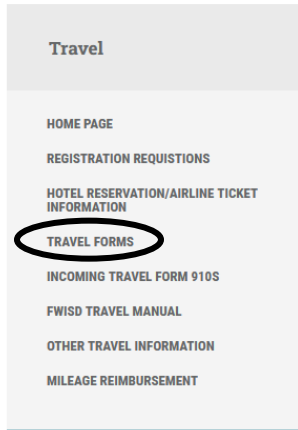 Travel
HOME PAGE
REGISTRATION REQUISTIONS
HOTEL RESERVATION/AIRLINE TICKET
INFORMATION
TRAVEL FORMS
INCOMING TRAVEL FORM 910S
FWISD TRAVEL MANUAL
OTHER TRAVEL INFORMATION
MILEAGE REIMBURSEMENT